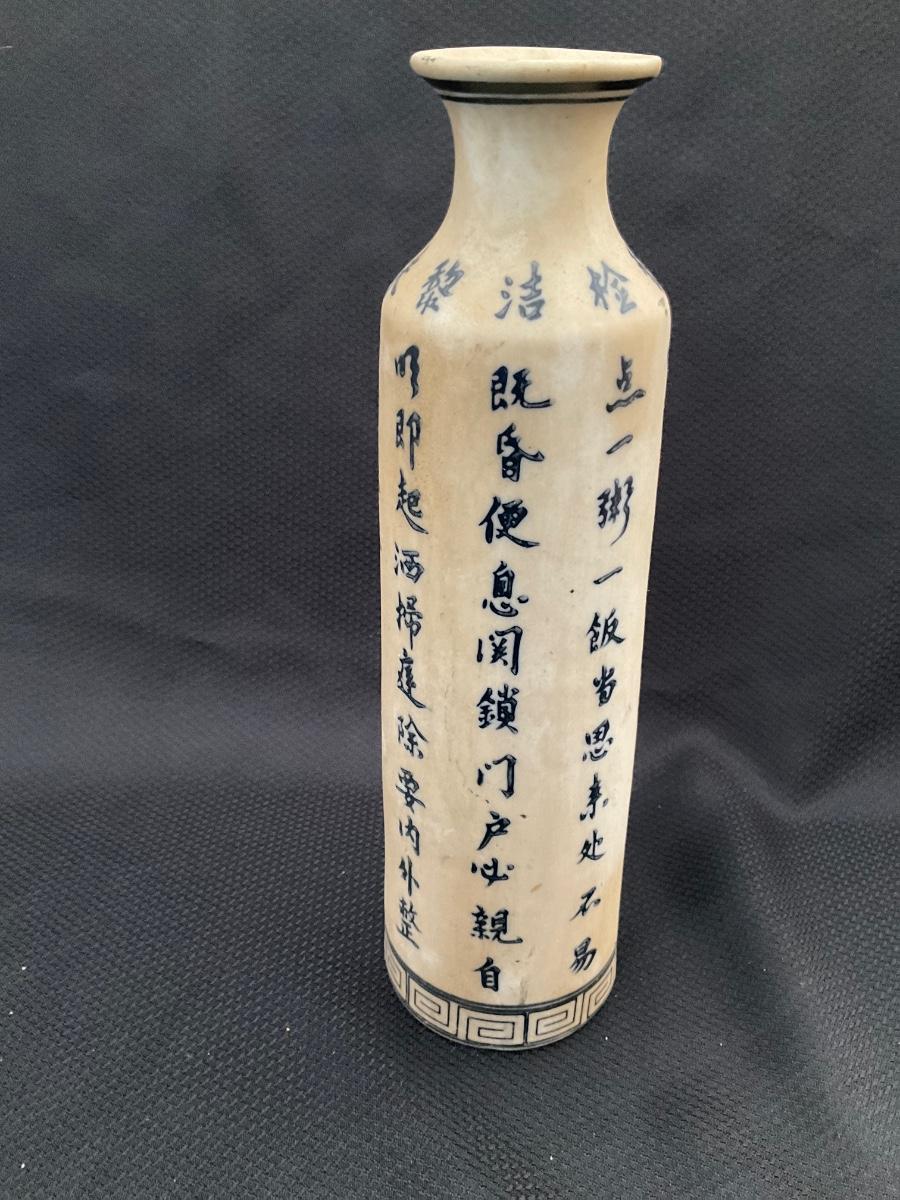 黎明即起洒掃庭除要内外整
洁既昏便息関鎖门户必親自
检点一粥一飯当思来处不易